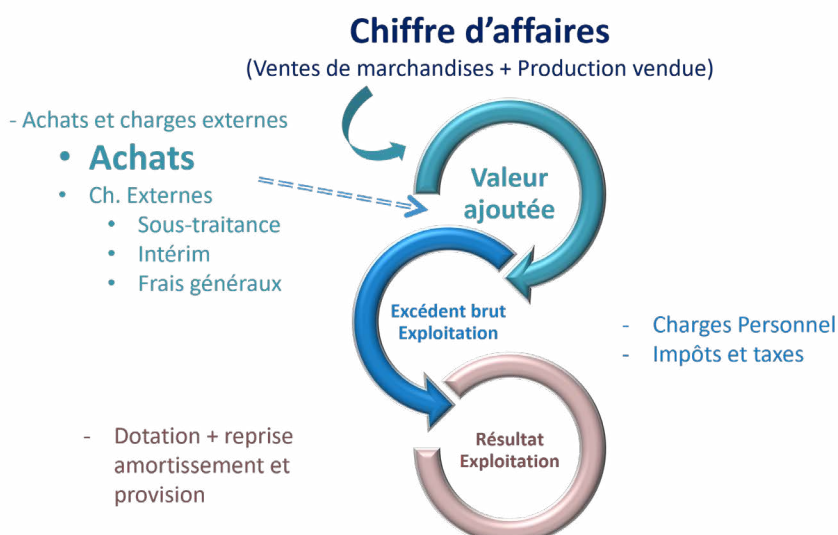 Chiffre d’affaires
(Ventes de marchandises + Production vendue)
- Achats et charges externes
• Achats
• Ch. Externes
• Sous-traitance
• Intérim
• Frais généraux
Valeur
ajoutée
Excédent brut
Exploitation
- Charges Personnel
- Impôts et taxes
- Dotation + reprise
amortissement et
provision
Résultat
Exploitation